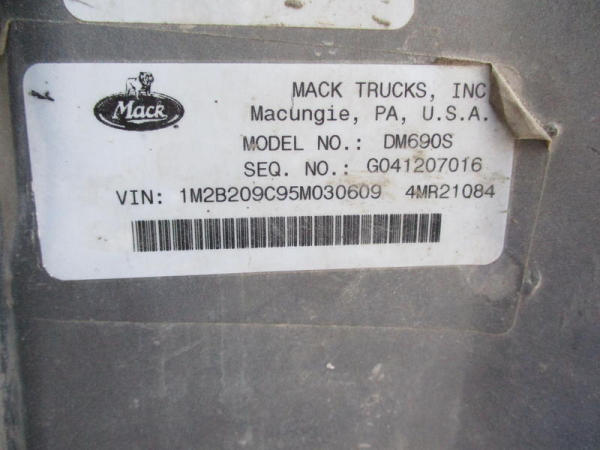 Mack
MACK TRUCKS, INC
Macungie, PA, U.S.A.
MODEL NO.: DM690S
SEQ. NO.: G041207016
VIN: 1M2B209C95M030609 4MR21084